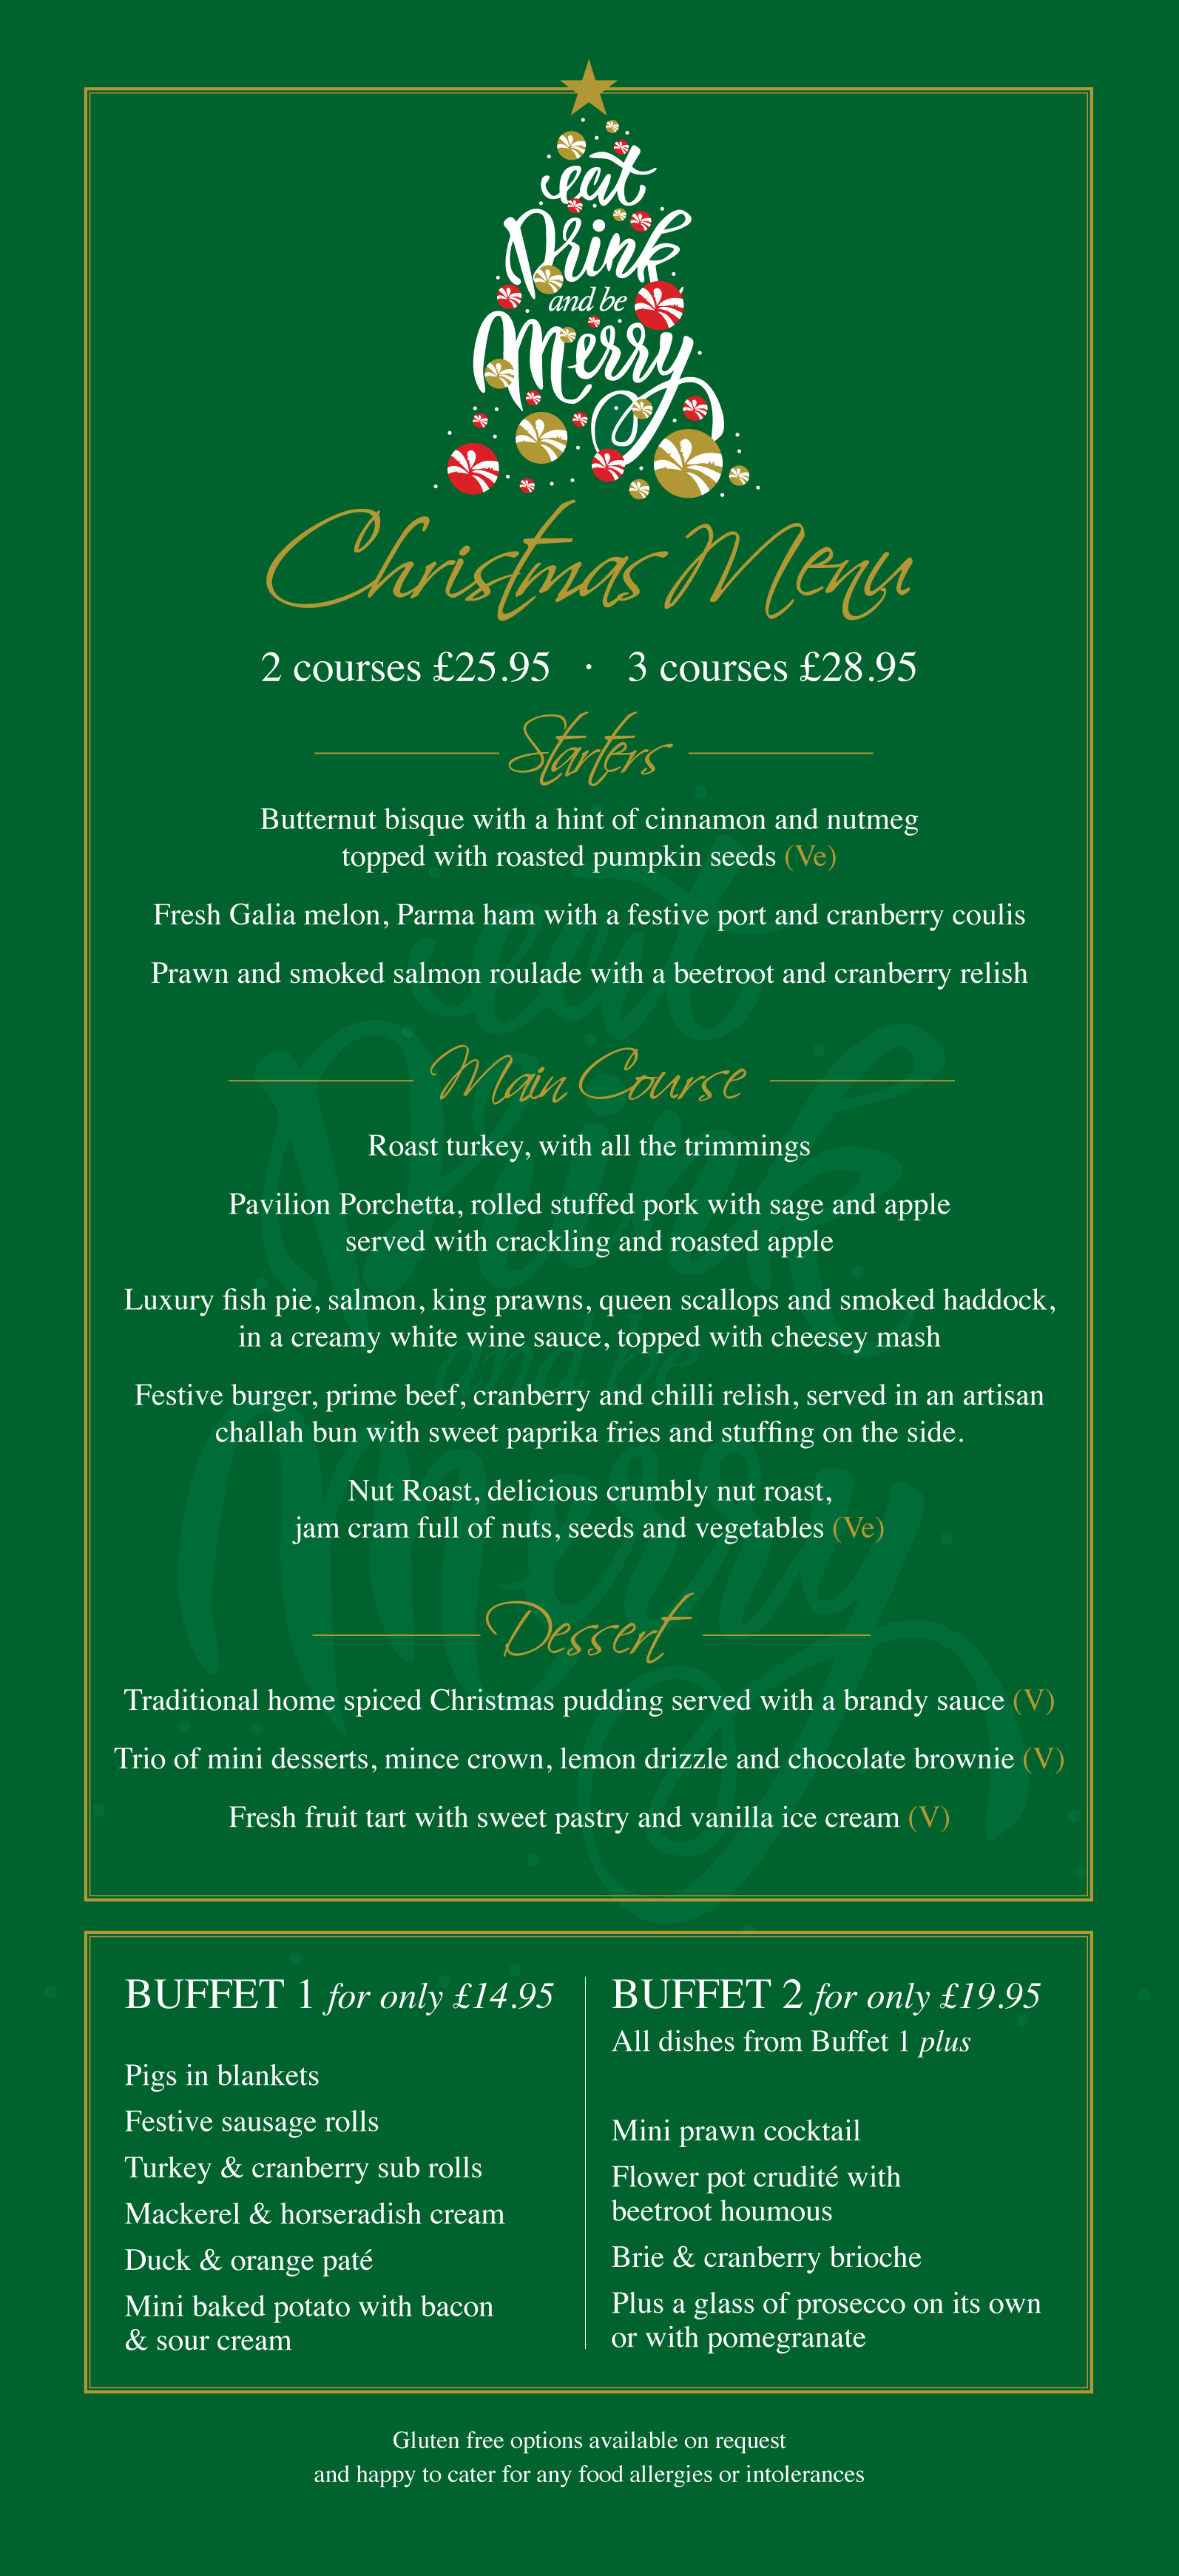 eat
Drink
and be
Merry
Christmas Menu
2 courses £25.95 · 3 courses £28.95
Starters
Butternut bisque with a hint of cinnamon and nutmeg
topped with roasted pumpkin seeds (Ve)
Fresh Galia melon, Parma ham with a festive port and cranberry coulis
Prawn and smoked salmon roulade with a beetroot and cranberry relish
Main Course
Roast turkey, with all the trimmings
Pavilion Porchetta, rolled stuffed pork with sage and apple
served with crackling and roasted apple
Luxury fish pie, salmon, king prawns, queen scallops and smoked haddock,
in a creamy white wine sauce, topped with cheesey mash
Festive burger, prime beef, cranberry and chilli relish, served in an artisan
challah bun with sweet paprika fries and stuffing on the side.
Nut Roast, delicious crumbly nut roast,
jam cram full of nuts, seeds and vegetables (Ve)
Dessert
Traditional home spiced Christmas pudding served with a brandy sauce (V)
Trio of mini desserts, mince crown, lemon drizzle and chocolate brownie (V)
Fresh fruit tart with sweet pastry and vanilla ice cream (V)
BUFFET 1 for only £14.95
Pigs in blankets
Festive sausage rolls
Turkey & cranberry sub rolls
Mackerel & horseradish cream
Duck & orange paté
Mini baked potato with bacon
& sour cream
BUFFET 2 for only £19.95
All dishes from Buffet 1 plus
Mini prawn cocktail
Flower pot crudité with
beetroot houmous
Brie & cranberry brioche
Plus a glass of prosecco on its own
or with pomegranate
Gluten free options available on request
and happy to cater for any food allergies or intolerances